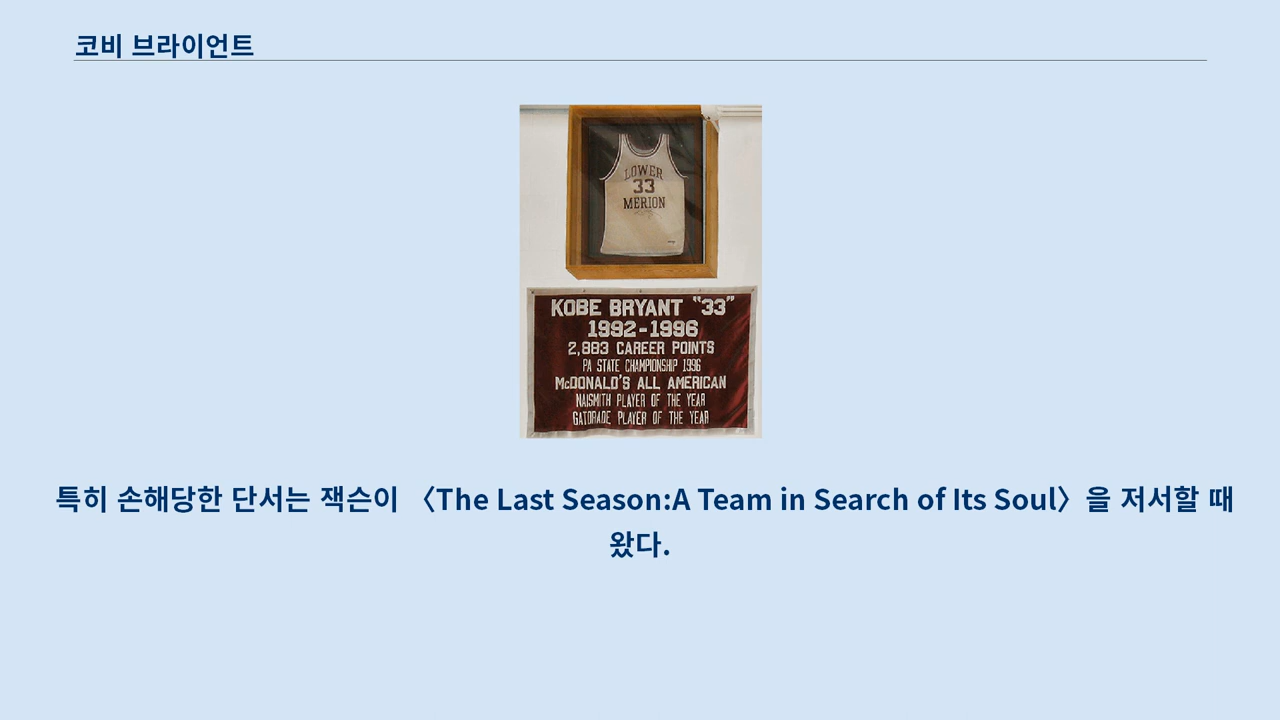 코비 브라이언트
LOWER
33
MERION
KOBE BRYANT “33”
1992-1996
2,883 CAREER POINTS
PA STATE CHAMPIONSHIP 1996
McDONALD'S ALL AMERICAN
NAISMITH PLAYER OF THE YEAR
GATORADE PLAYER OF THE YEAR
특히 손해당한 단서는 잭슨이 〈The Last Season:A Team in Search of Its Soul〉을 저서할 때
왔다.